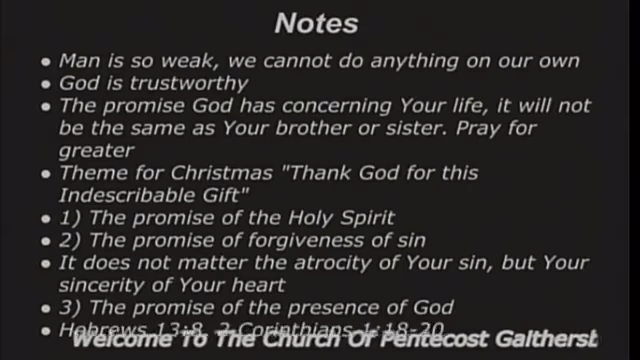 Notes
• Man is so weak, we cannot do anything on our own
• God is trustworthy
• The promise God has concerning Your life, it will not
be the same as Your brother or sister. Pray for
greater
• Theme for Christmas "Thank God for this
Indescribable Gift"
• 1) The promise of the Holy Spirit
• 2) The promise of forgiveness of sin
• It does not matter the atrocity of Your sin, but Your
sincerity of Your heart
• 3) The promise of the presence of God
• Hebrews 13:8, 2 Corinthians 1:18-20
Welcome To The Church Of Pentecost Gaithersb